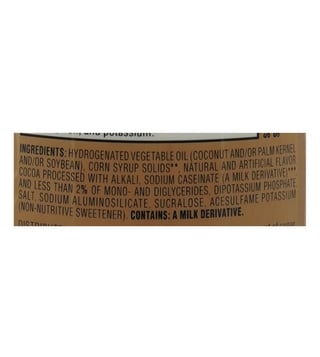 and potassium.
INGREDIENTS: HYDROGENATED VEGETABLE OIL (COCONUT AND/OR PALM KERNEL
AND/OR SOYBEAN), CORN SYRUP SOLIDS**, NATURAL AND ARTIFICIAL FLAVOR
COCOA PROCESSED WITH ALKALI, SODIUM CASEINATE (A MILK DERIVATIVE)***
AND LESS THAN 2% OF MONO- AND DIGLYCERIDES, DIPOTASSIUM PHOSPHATE,
SALT, SODIUM ALUMINOSILICATE, SUCRALOSE, ACESULFAME POTASSIUM
(NON-NUTRITIVE SWEETENER). CONTAINS: A MILK DERIVATIVE.